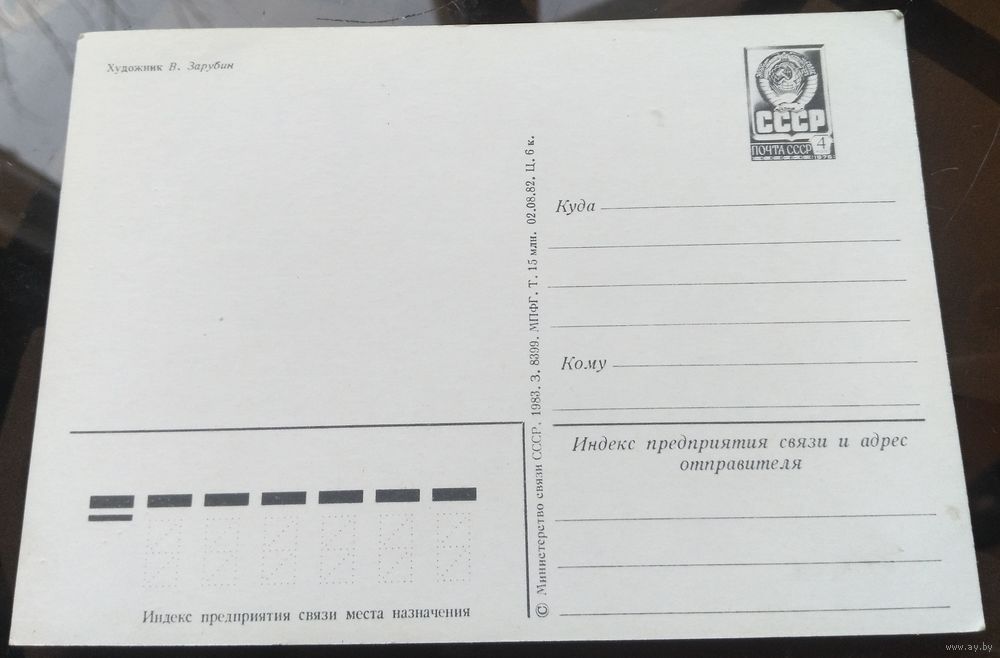 Художник В. Зарубин
СССР
ПОЧТА СССР 4
1978
Куда
Кому
Индекс предприятия связи и адрес
отправителя
© Министерство связи СССР. 1983. З. 8399. МПФГ. Т. 15 млн. 02.08.82. Ц. 6 к.
Индекс предприятия связи места назначения
www.ay.by